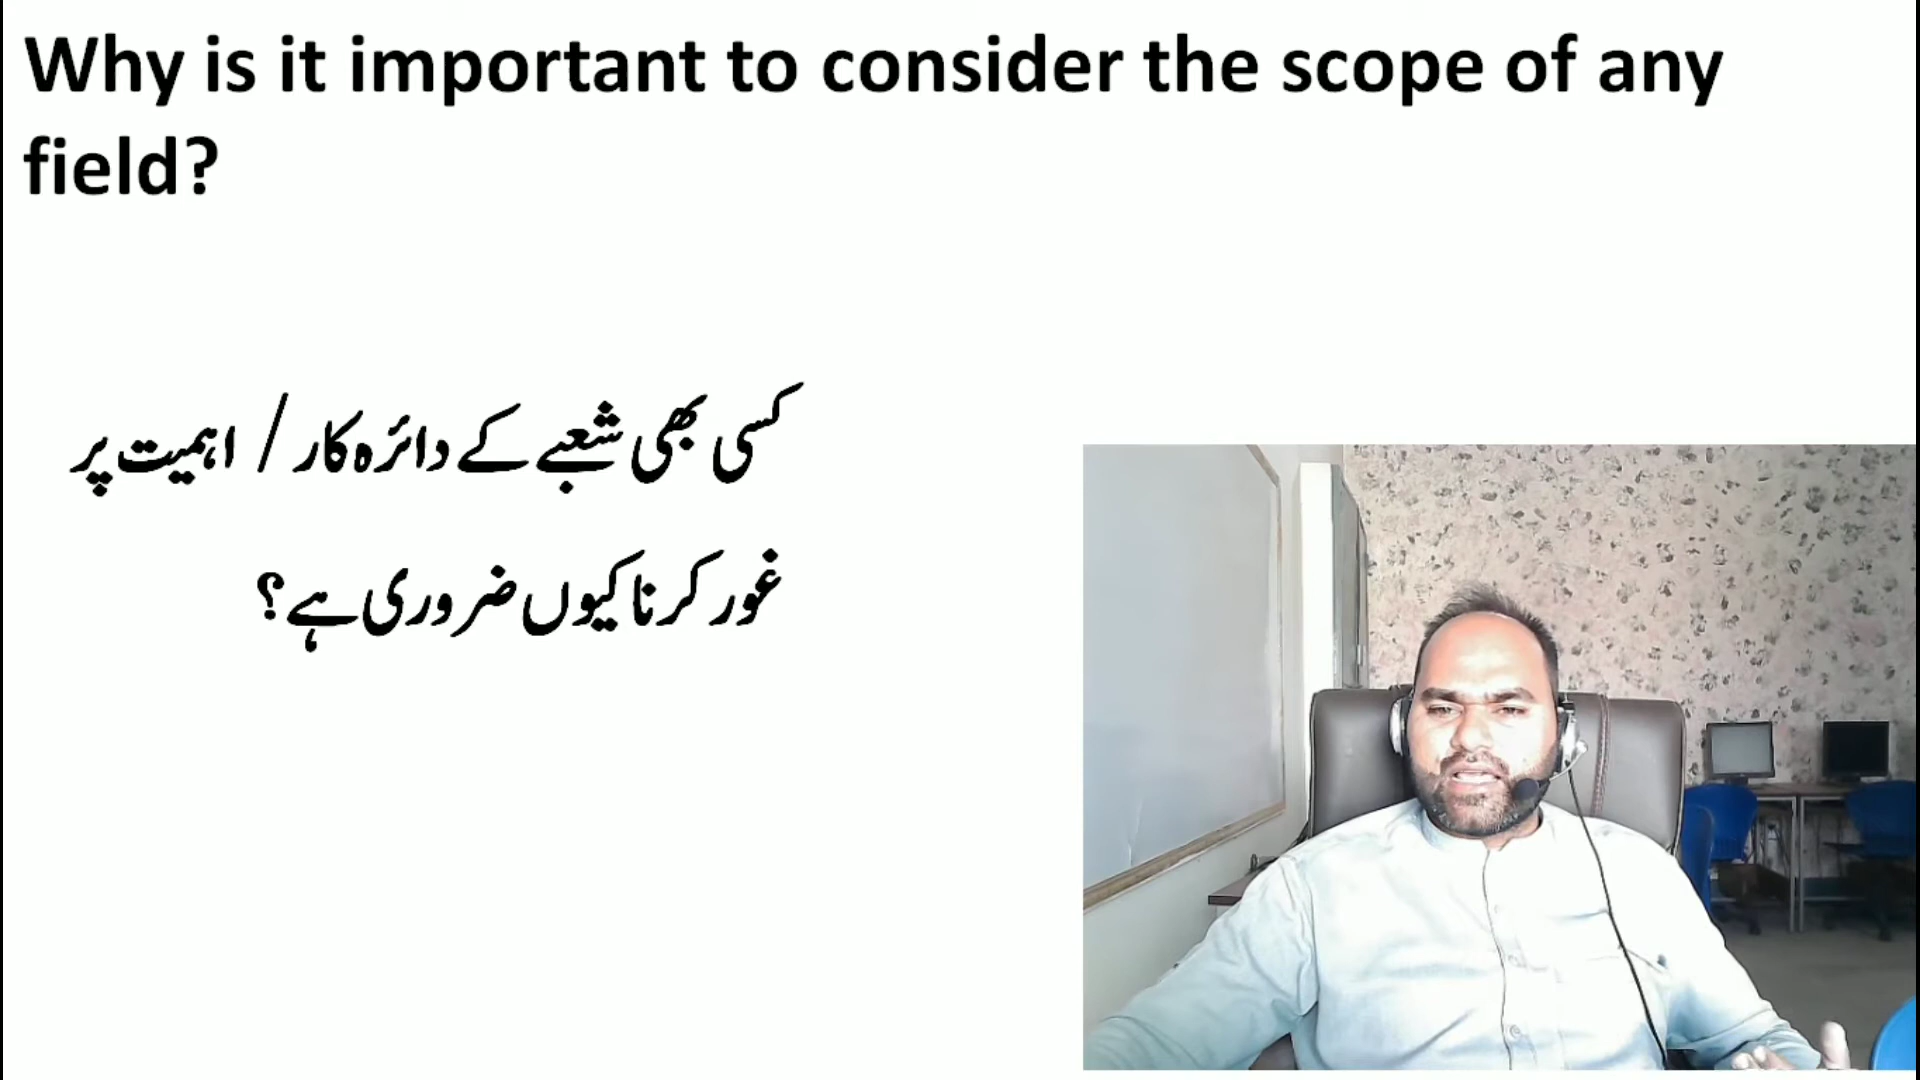 Why is it important to consider the scope of any
field?
کسی بھی شعبے کے دائرہ کار / اہمیت پر
غور کرنا کیوں ضروری ہے؟